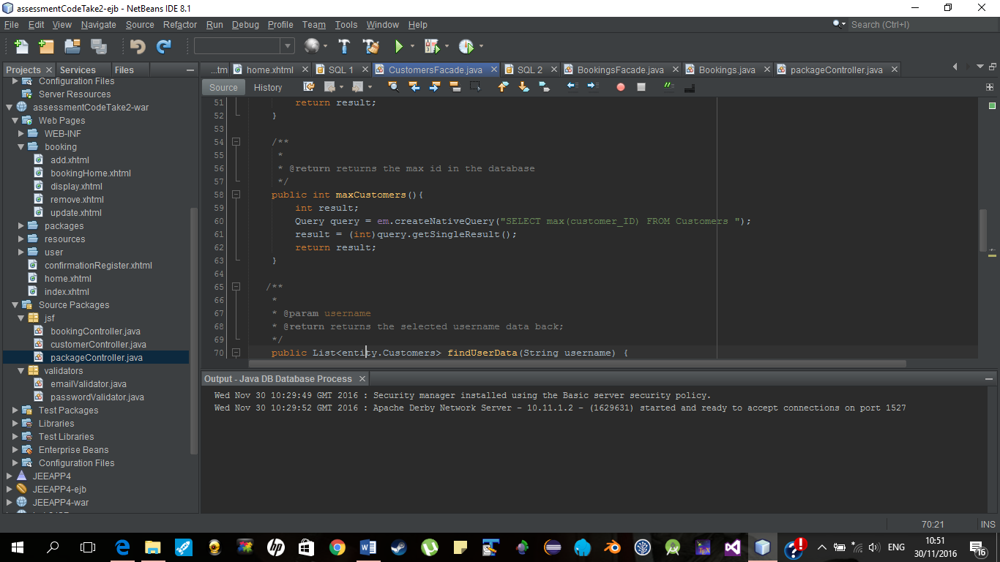 assessmentCodeTake2-ejb - NetBeans IDE 8.1
File Edit View Navigate Source Refactor Run Debug Profile Team Tools Window Help
Search (Ctrl+I)
Projects Services Files
...tm home.xhtml SQL 1 CustomersFacade.java SQL 2 BookingsFacade.java Bookings.java packageController.java
Source History
Configuration Files
Server Resources
assessmentCodeTake2-war
Web Pages
WEB-INF
booking
add.xhtml
bookingHome.xhtml
display.xhtml
remove.xhtml
update.xhtml
packages
resources
user
confirmationRegister.xhtml
home.xhtml
index.xhtml
Source Packages
jsf
bookingController.java
customerController.java
packageController.java
validators
emailValidator.java
passwordValidator.java
Test Packages
Libraries
Test Libraries
Enterprise Beans
Configuration Files
JEEAPP4
JEEAPP4-ejb
JEEAPP4-war
51 return result;
52 }
53
54 /**
55 *
56 * @return returns the max id in the database
57 */
58 public int maxCustomers(){
59 int result;
60 Query query = em.createNativeQuery("SELECT max(customer_ID) FROM Customers ");
61 result = (int)query.getSingleResult();
62 return result;
63 }
64
65 /**
66 *
67 * @param username
68 * @return returns the selected username data back;
69 */
70 public List<entity.Customers> findUserData(String username) {
Output - Java DB Database Process
Wed Nov 30 10:29:49 GMT 2016 : Security manager installed using the Basic server security policy.
Wed Nov 30 10:29:52 GMT 2016 : Apache Derby Network Server - 10.11.1.2 - (1629631) started and ready to accept connections on port 1527
70:21 INS
ENG
10:51
30/11/2016
16